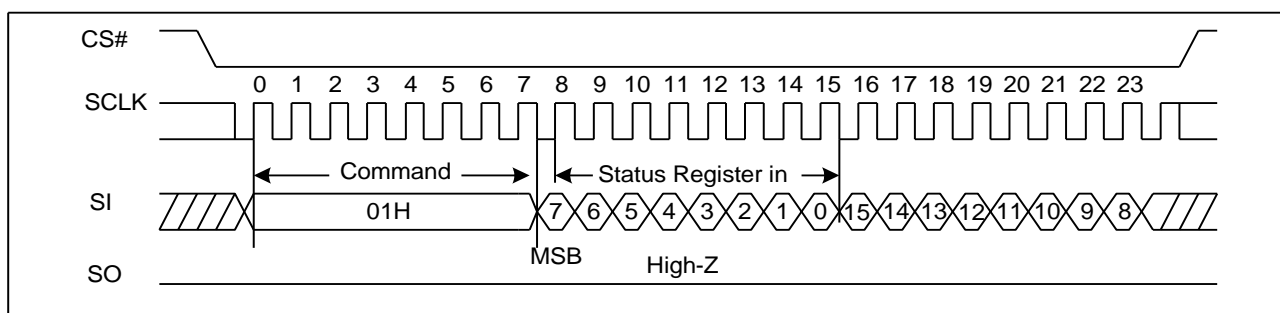 CS#
0 1 2 3 4 5 6 7 8 9 10 11 12 13 14 15 16 17 18 19 20 21 22 23
SCLK
Command Status Register in
SI 01H 7 6 5 4 3 2 1 0 15 14 13 12 11 10 9 8
MSB
SO High-Z